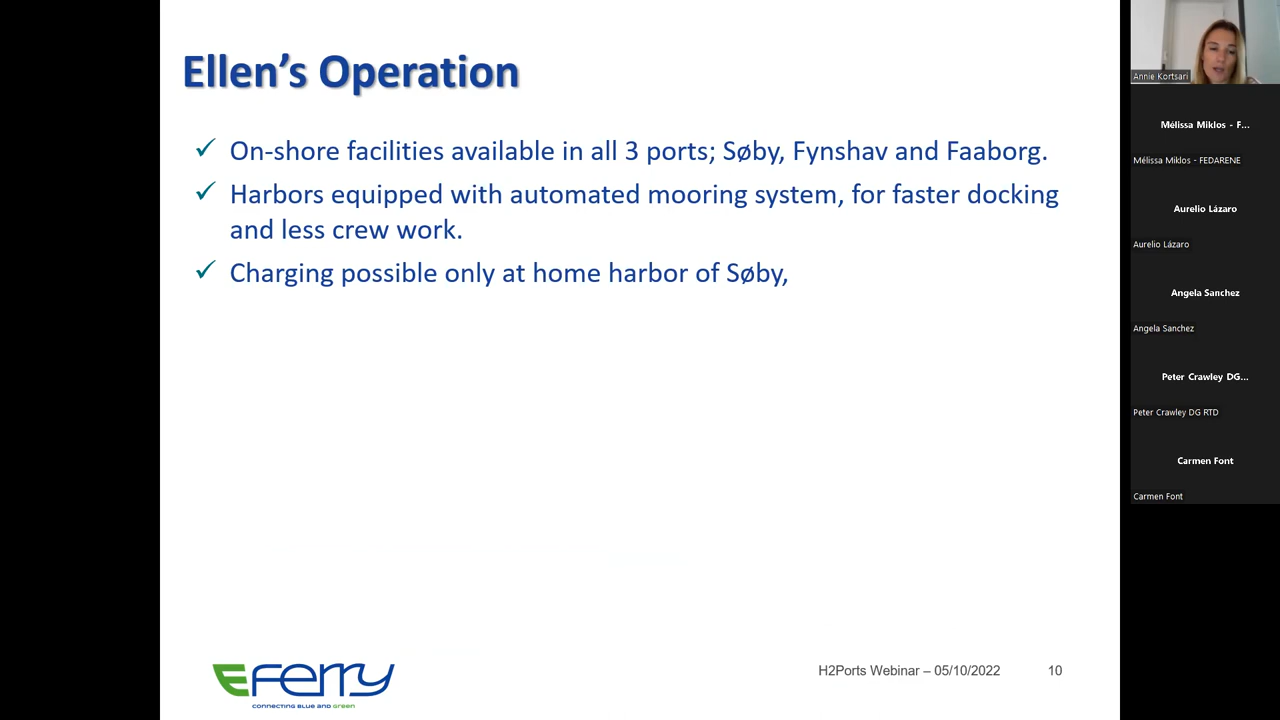 Ellen's Operation
✓ On-shore facilities available in all 3 ports; Søby, Fynshav and Faaborg.
✓ Harbors equipped with automated mooring system, for faster docking
and less crew work.
✓ Charging possible only at home harbor of Søby,
EFerry
CONNECTING BLUE AND GREEN
H2Ports Webinar – 05/10/2022
10
Annie Kortsari
Mélissa Miklos - F...
Mélissa Miklos - FEDARENE
Aurelio Lázaro
Aurelio Lázaro
Angela Sanchez
Angela Sanchez
Peter Crawley DG...
Peter Crawley DG RTD
Carmen Font
Carmen Font